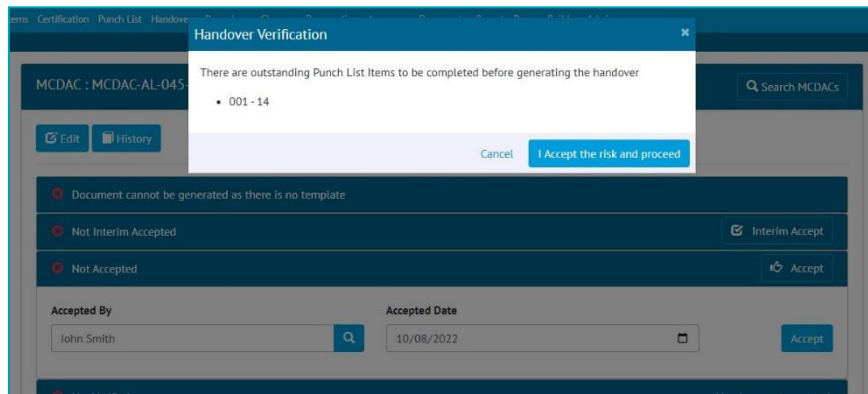 Certification Punch List Handove
Handover Verification ×
There are outstanding Punch List Items to be completed before generating the handover
• 001 - 14
Cancel I Accept the risk and proceed
MCDAC : MCDAC-AL-045- Search MCDACs
Edit History
Document cannot be generated as there is no template
Not Interim Accepted Interim Accept
Not Accepted Accept
Accepted By Accepted Date
John Smith 10/08/2022 Accept